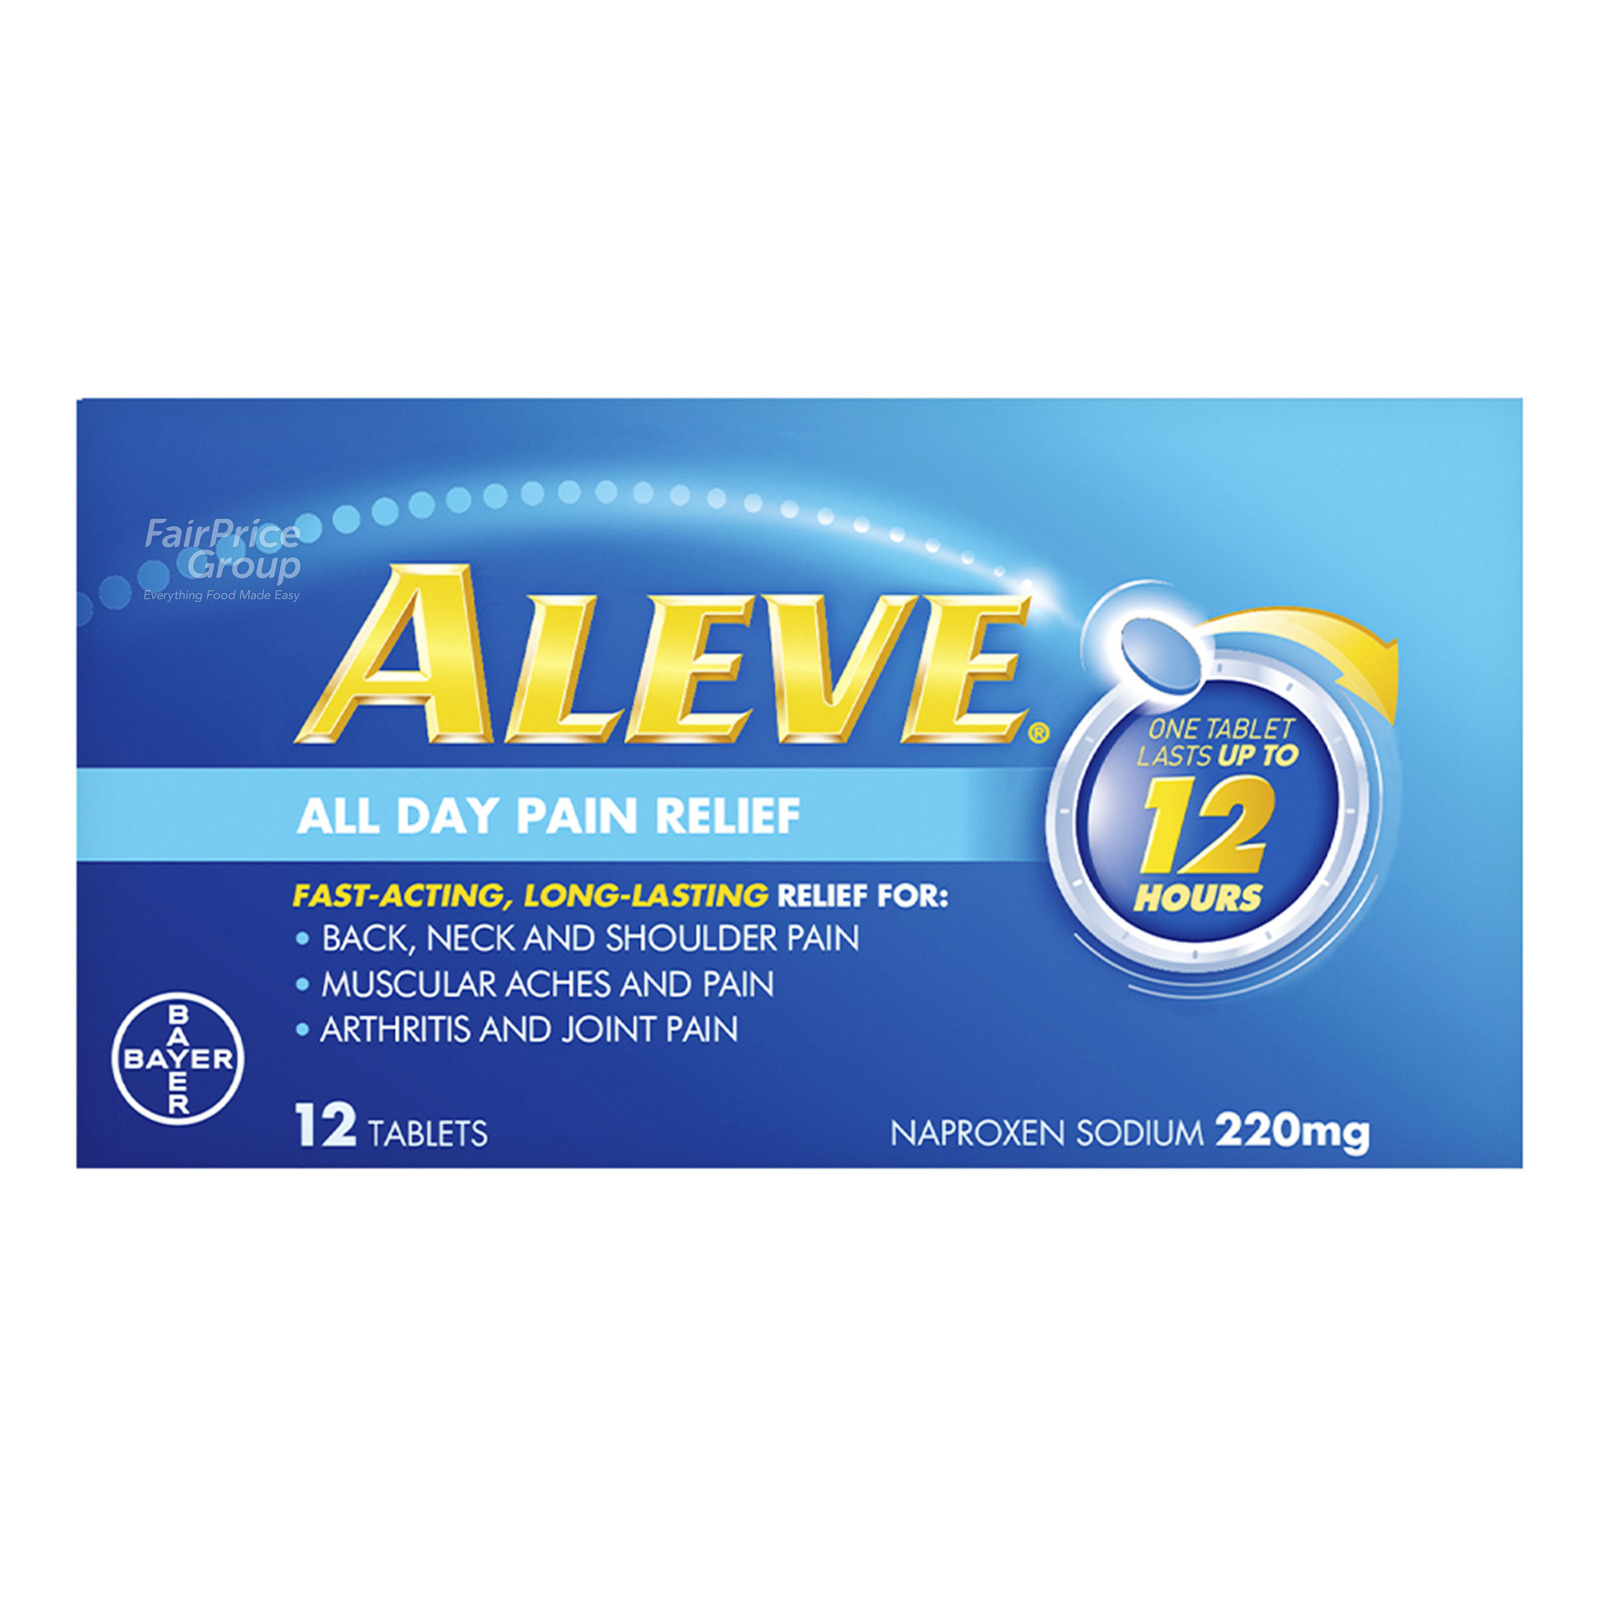 FairPrice
Group
Everything Food Made Easy
ALEVE®
ONE TABLET
LASTS UP TO
12
HOURS
ALL DAY PAIN RELIEF
FAST-ACTING, LONG-LASTING RELIEF FOR:
• BACK, NECK AND SHOULDER PAIN
• MUSCULAR ACHES AND PAIN
• ARTHRITIS AND JOINT PAIN
BAYER
BAYER
12 TABLETS
NAPROXEN SODIUM 220mg